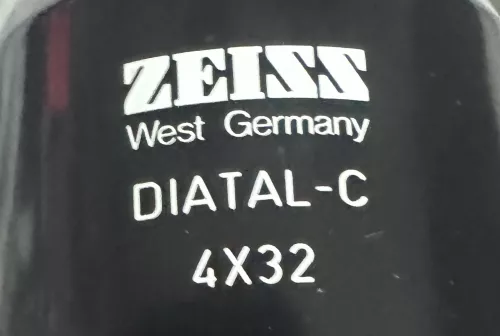 ZEISS
West Germany
DIATAL-C
4X32